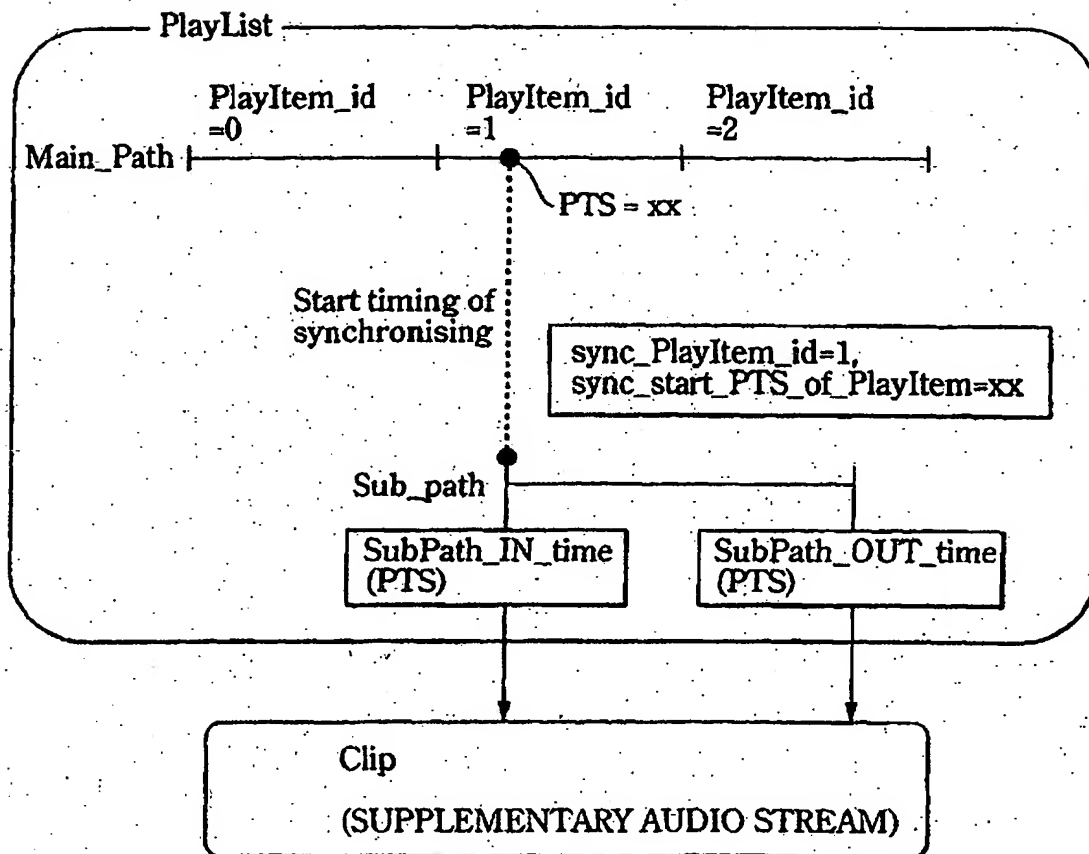 PlayList
PlayItem_id
=0
PlayItem_id
=1
PlayItem_id
=2
Main_Path
PTS = xx
Start timing of
synchronising
sync_PlayItem_id=1,
sync_start_PTS_of_PlayItem=xx
Sub_path
SubPath_IN_time
(PTS)
SubPath_OUT_time
(PTS)
Clip
(SUPPLEMENTARY AUDIO STREAM)